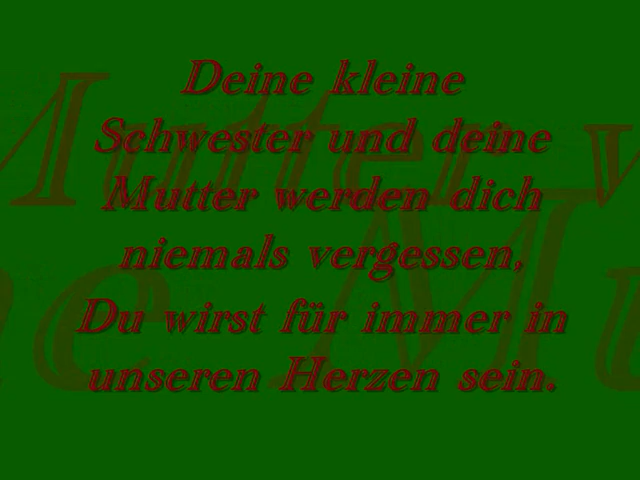 Deine kleine
Schwester und deine
Mutter werden dich
niemals vergessen,
Du wirst für immer in
unseren Herzen sein.